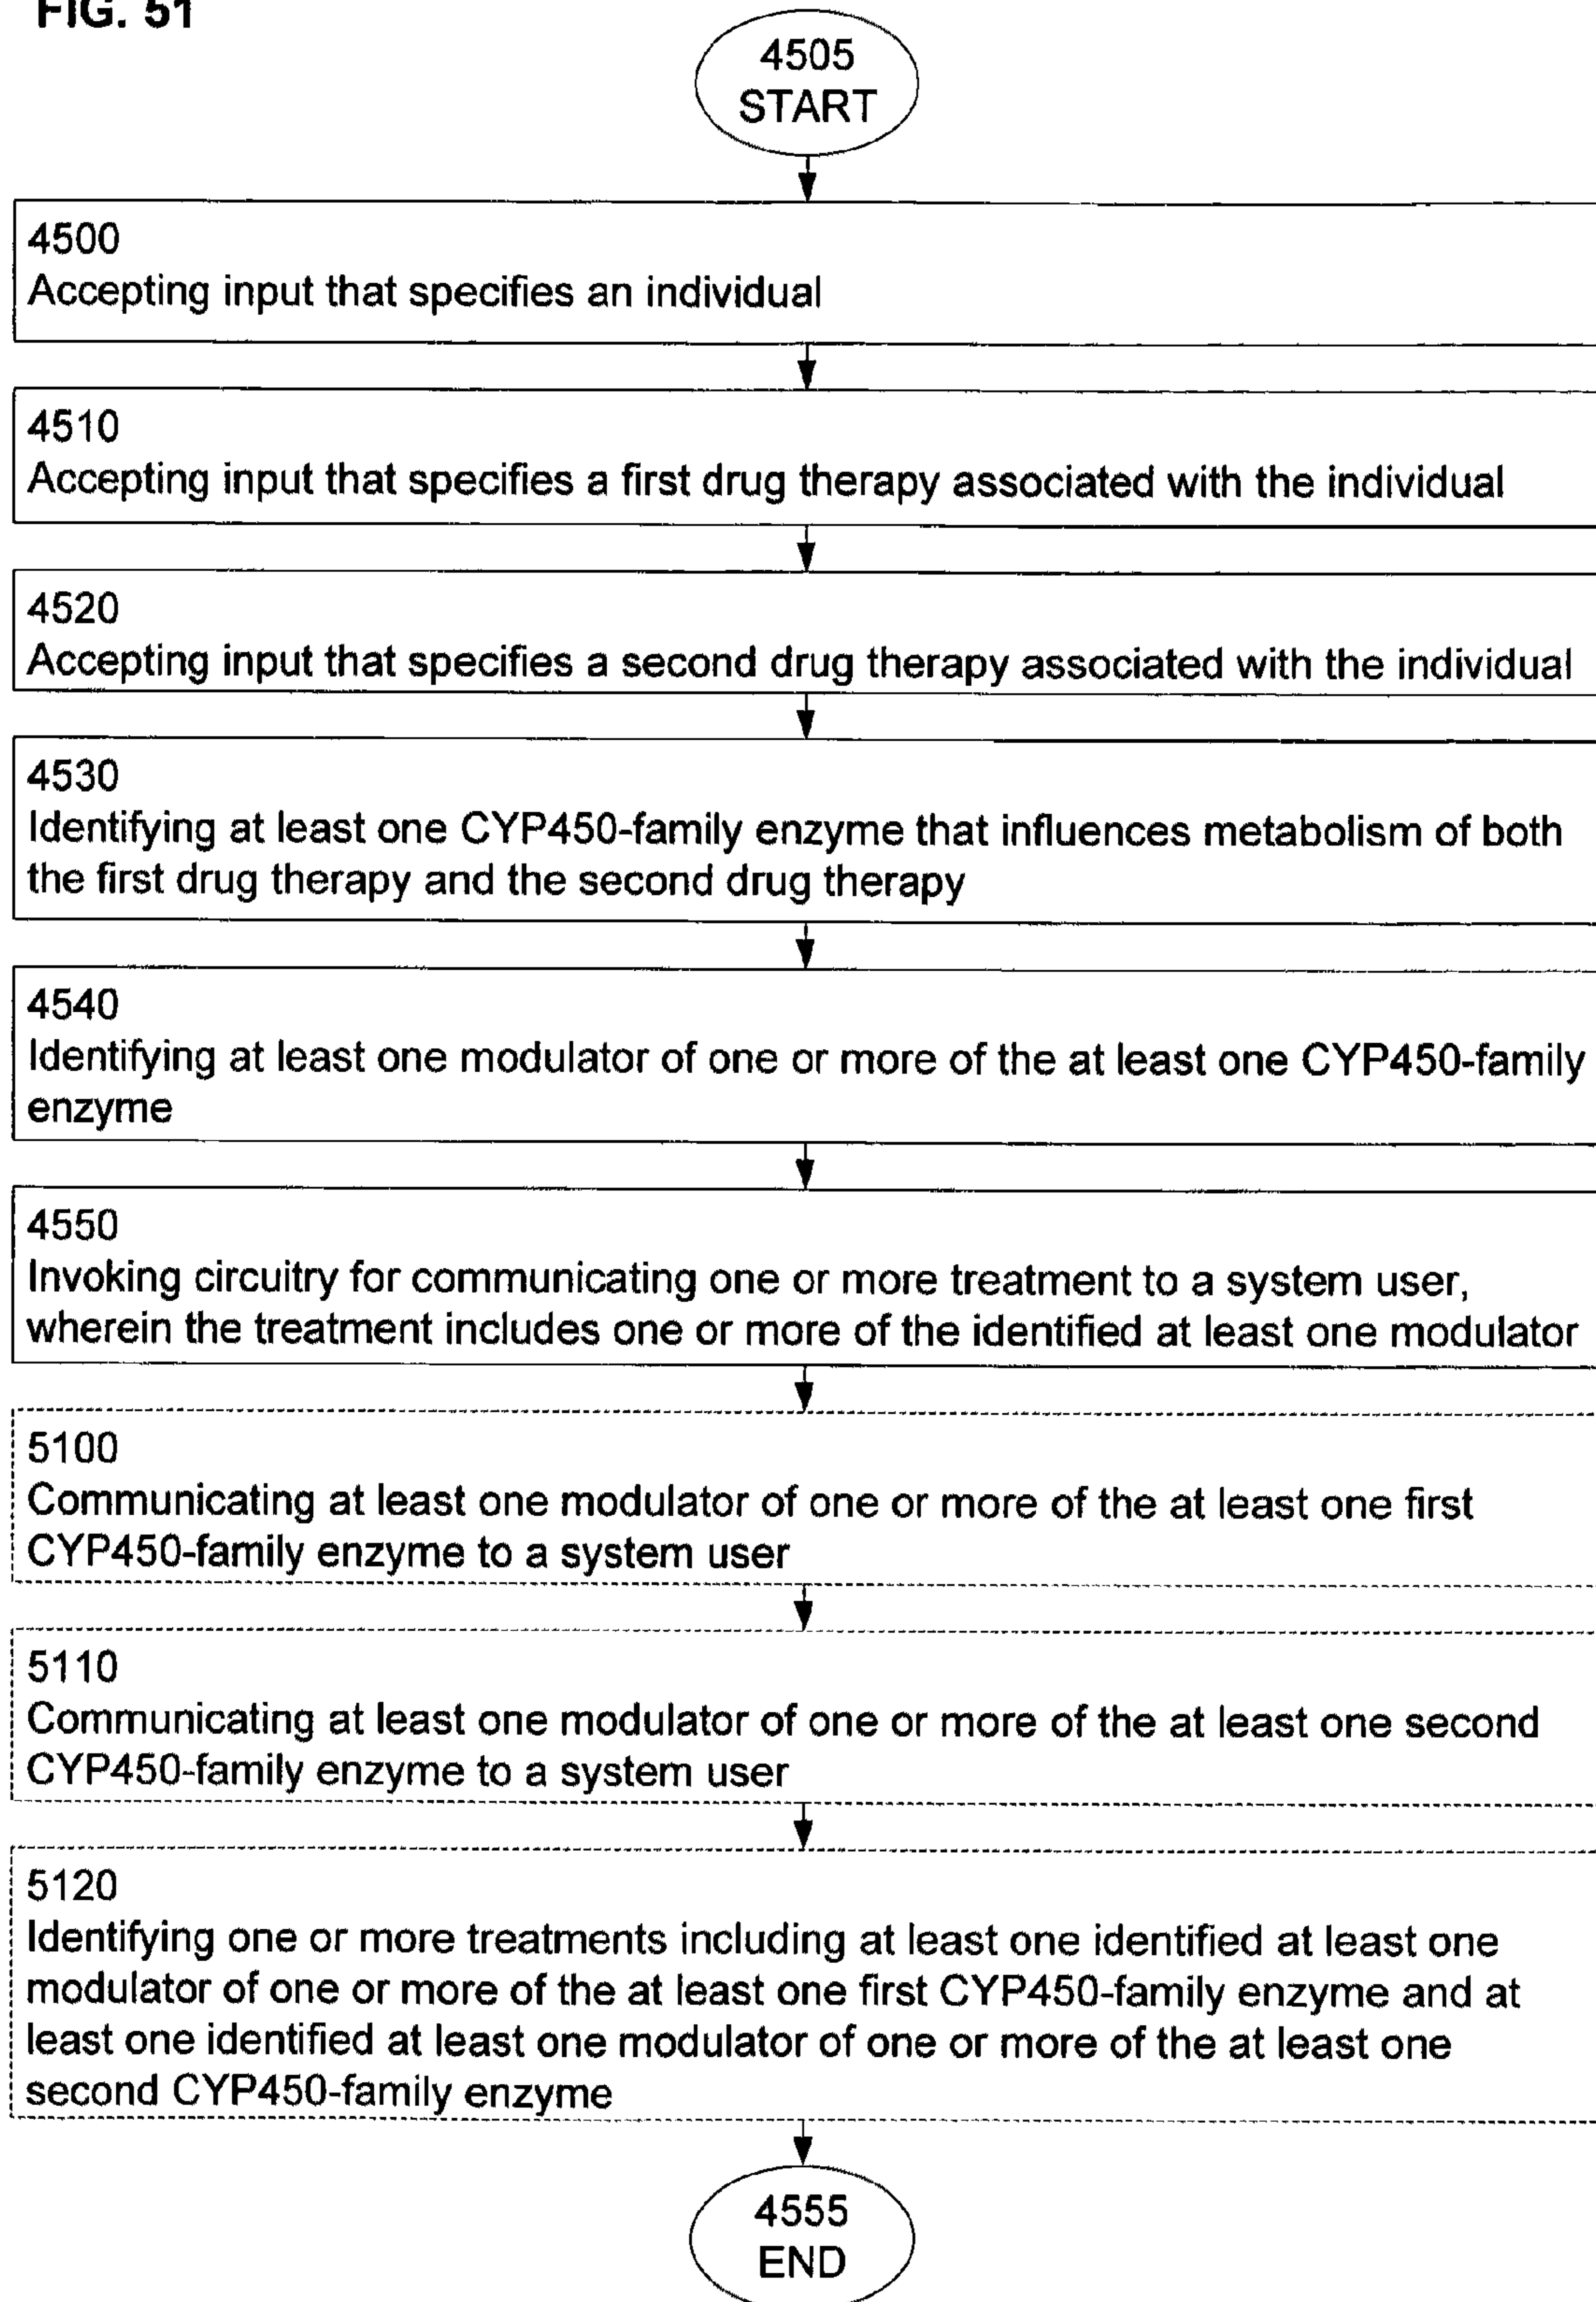 FIG. 51
4505
START
4500
Accepting input that specifies an individual
4510
Accepting input that specifies a first drug therapy associated with the individual
4520
Accepting input that specifies a second drug therapy associated with the individual
4530
Identifying at least one CYP450-family enzyme that influences metabolism of both
the first drug therapy and the second drug therapy
4540
Identifying at least one modulator of one or more of the at least one CYP450-family
enzyme
4550
Invoking circuitry for communicating one or more treatment to a system user,
wherein the treatment includes one or more of the identified at least one modulator
5100
Communicating at least one modulator of one or more of the at least one first
CYP450-family enzyme to a system user
5110
Communicating at least one modulator of one or more of the at least one second
CYP450-family enzyme to a system user
5120
Identifying one or more treatments including at least one identified at least one
modulator of one or more of the at least one first CYP450-family enzyme and at
least one identified at least one modulator of one or more of the at least one
second CYP450-family enzyme
4555
END